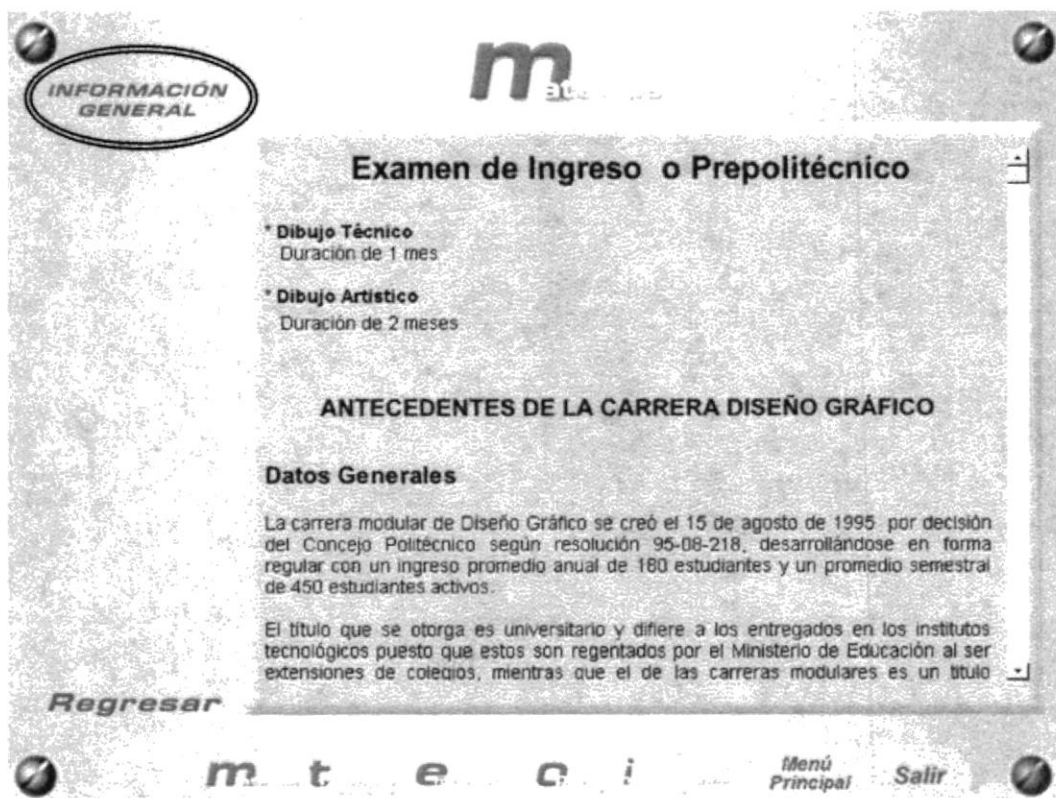 INFORMACIÓN
GENERAL
m
Examen de Ingreso o Prepolitécnico
* Dibujo Técnico
Duración de 1 mes
* Dibujo Artistico
Duración de 2 meses
ANTECEDENTES DE LA CARRERA DISEÑO GRÁFICO
Datos Generales
La carrera modular de Diseño Gráfico se creó el 15 de agosto de 1995 por decisión
del Concejo Politécnico según resolución 95-08-218, desarrollándose en forma
regular con un ingreso promedio anual de 180 estudiantes y un promedio semestral
de 450 estudiantes activos.
El título que se otorga es universitario y difiere a los entregados en los institutos
tecnológicos puesto que estos son regentados por el Ministerio de Educación al ser
extensiones de colegios, mientras que el de las carreras modulares es un título
Regresar
m t e c i
Menú
Principal
Salir